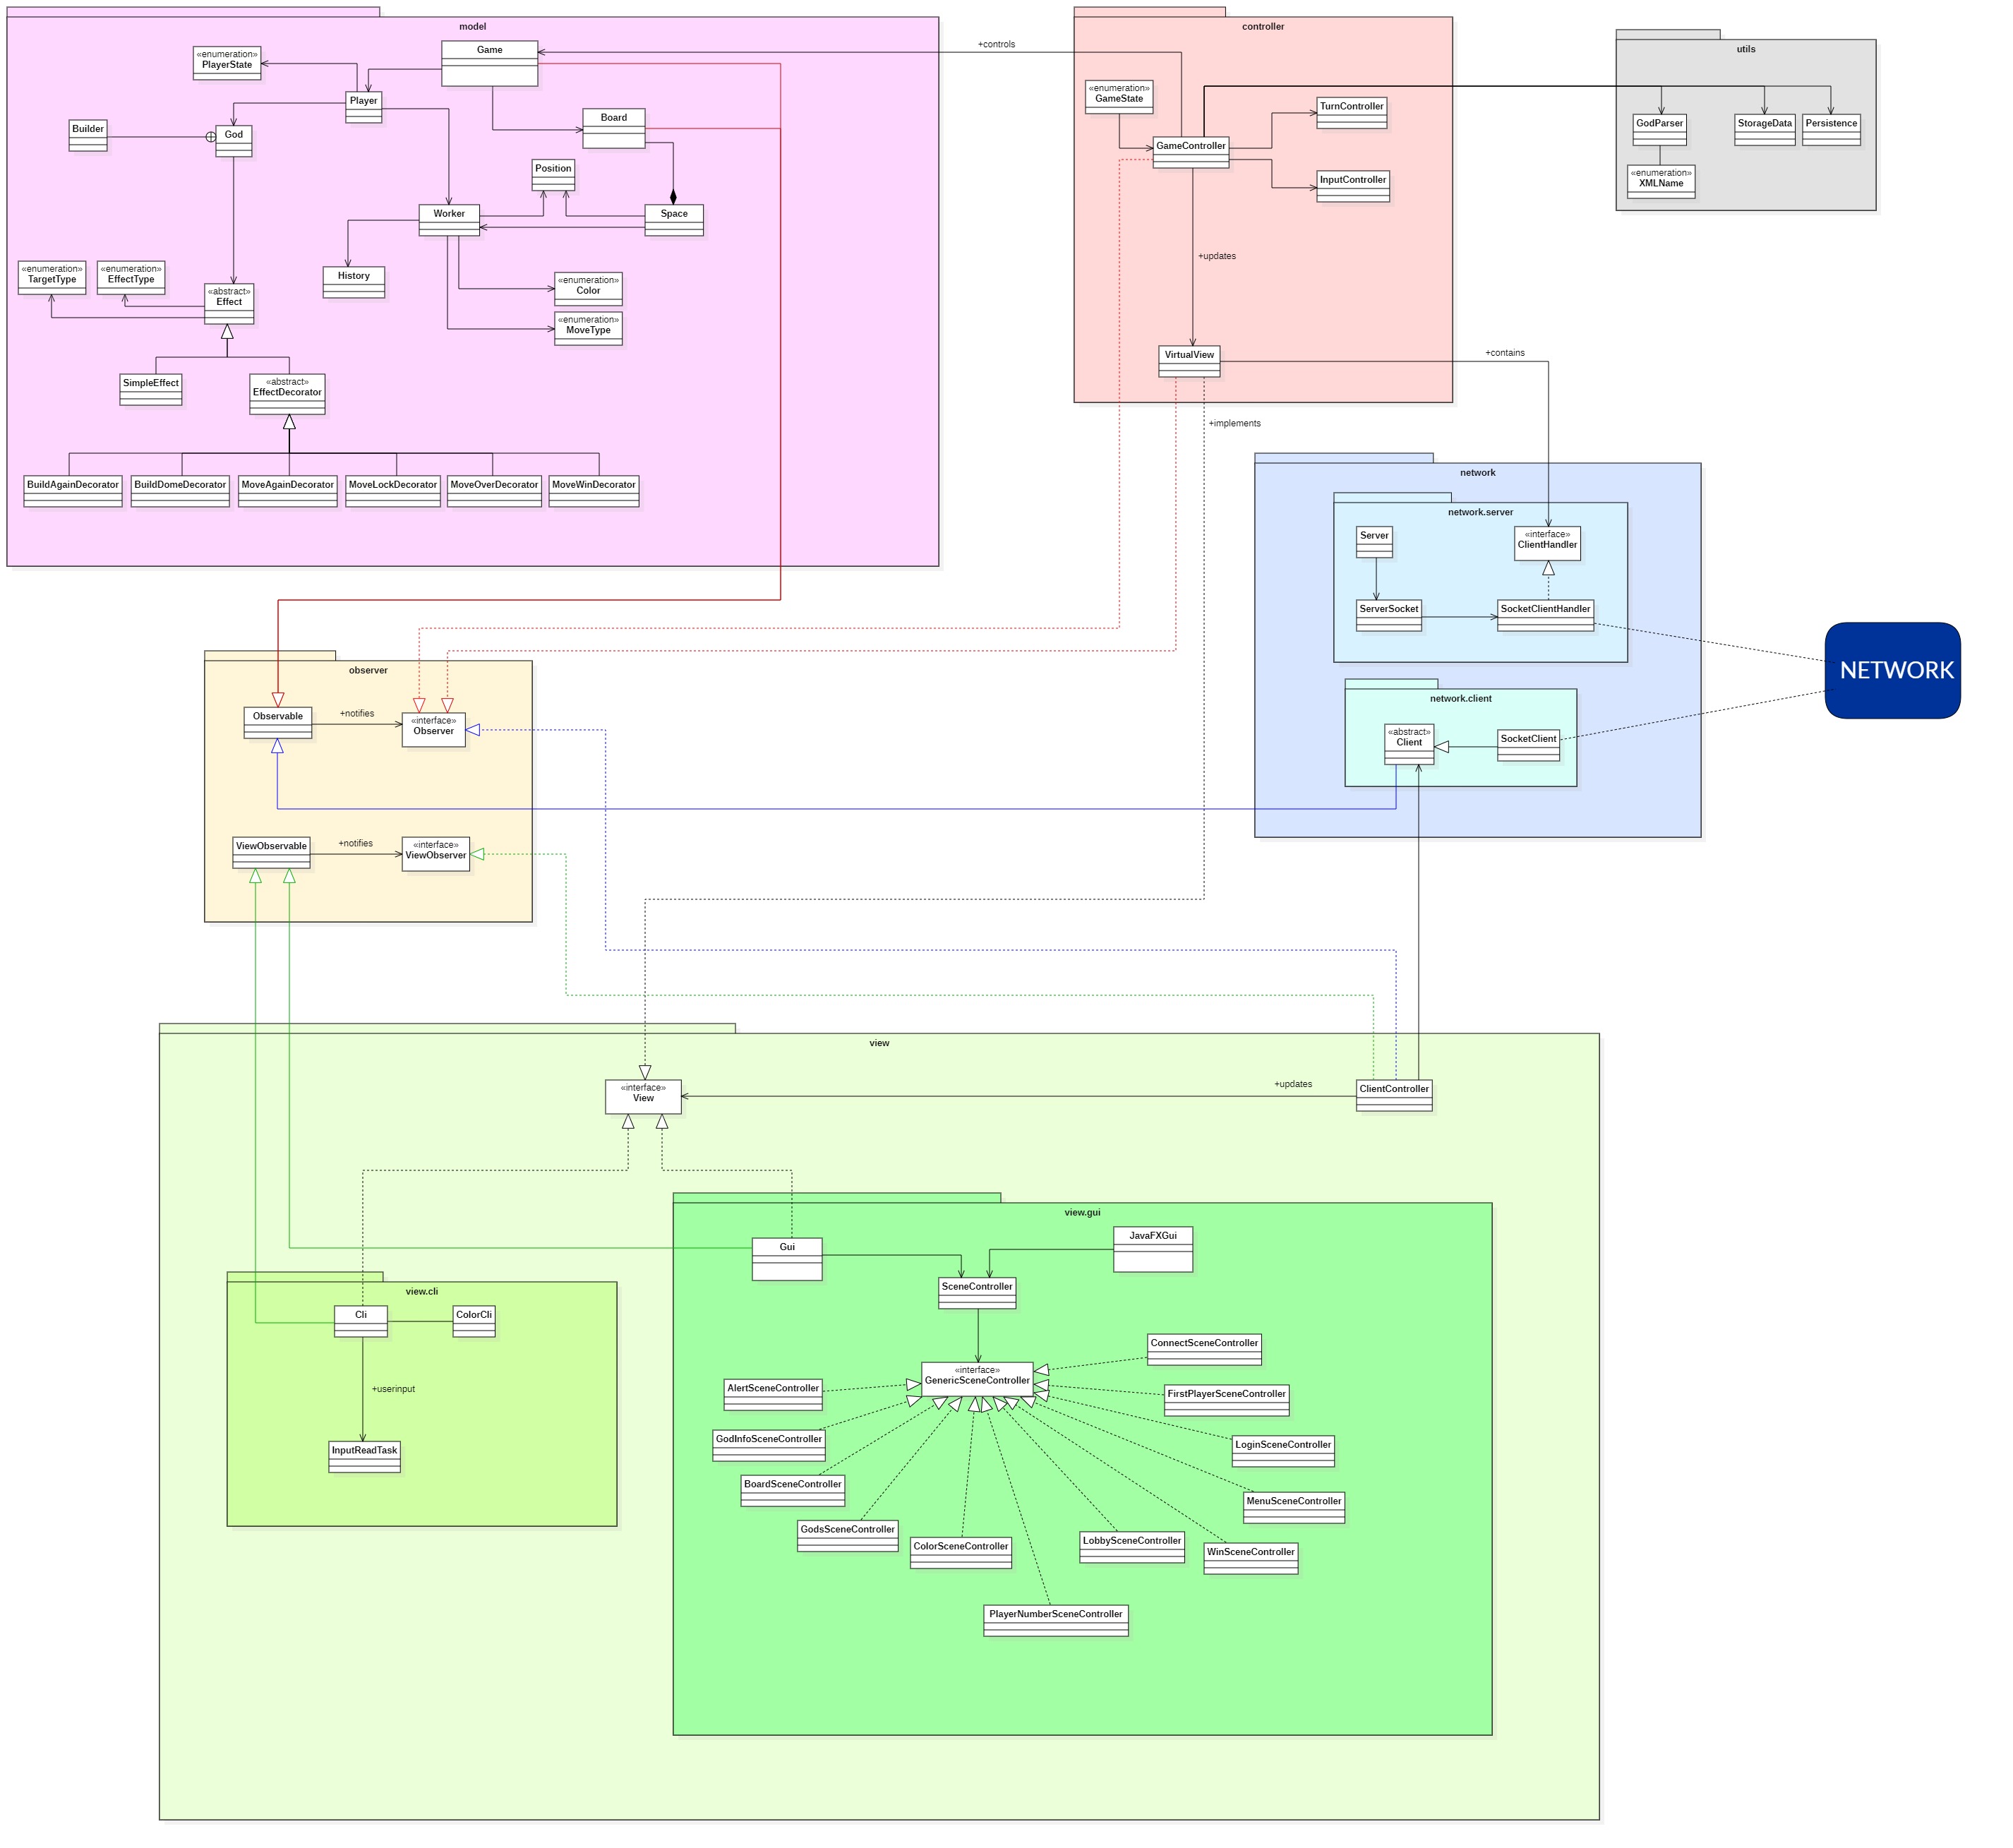 model
«enumeration»
PlayerState
Game
Player
Builder
God
Board
Position
Worker
Space
«enumeration»
TargetType
«enumeration»
EffectType
«abstract»
Effect
History
«enumeration»
Color
«enumeration»
MoveType
SimpleEffect
«abstract»
EffectDecorator
BuildAgainDecorator
BuildDomeDecorator
MoveAgainDecorator
MoveLockDecorator
MoveOverDecorator
MoveWinDecorator
+controls
controller
«enumeration»
GameState
TurnController
GameController
InputController
+updates
VirtualView
+contains
+implements
utils
GodParser
StorageData
Persistence
«enumeration»
XMLName
network
network.server
Server
«interface»
ClientHandler
ServerSocket
SocketClientHandler
network.client
«abstract»
Client
SocketClient
NETWORK
observer
Observable
+notifies
«interface»
Observer
ViewObservable
+notifies
«interface»
ViewObserver
view
«interface»
View
+updates
ClientController
view.gui
Gui
JavaFXGui
SceneController
«interface»
GenericSceneController
ConnectSceneController
AlertSceneController
FirstPlayerSceneController
GodInfoSceneController
LoginSceneController
BoardSceneController
MenuSceneController
GodsSceneController
ColorSceneController
LobbySceneController
WinSceneController
PlayerNumberSceneController
view.cli
Cli
ColorCli
+userinput
InputReadTask